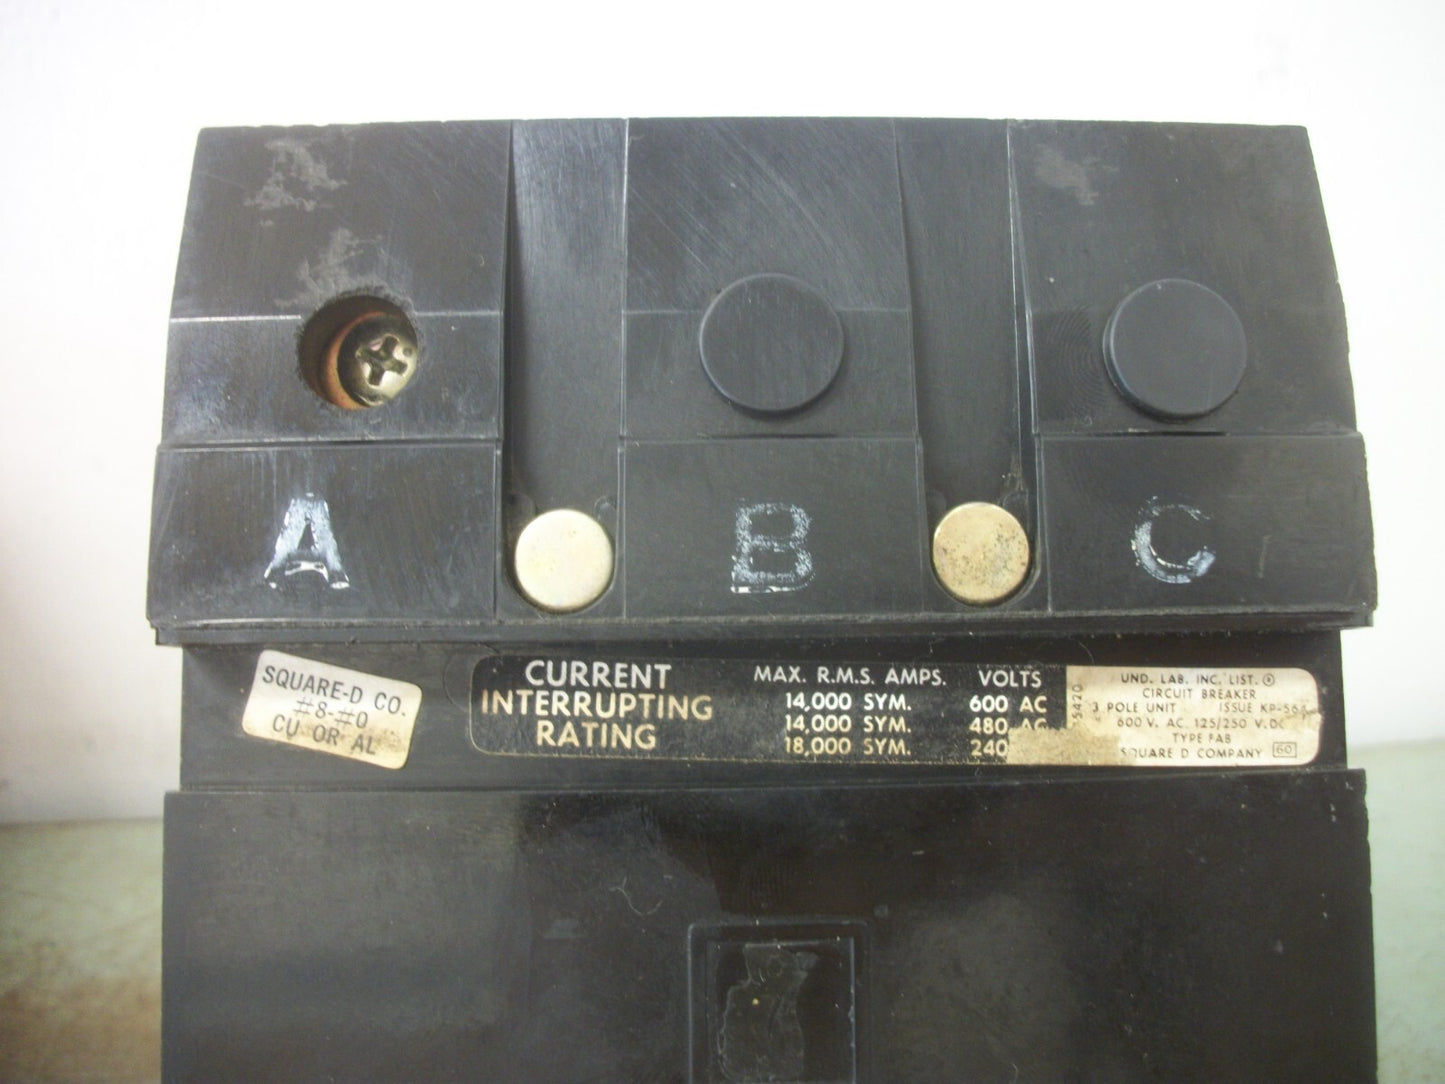 A
B
C
SQUARE-D CO.
#8-#0
CU OR AL
CURRENT
INTERRUPTING
RATING
MAX. R.M.S. AMPS. VOLTS
14,000 SYM. 600 AC
14,000 SYM. 480 AC
18,000 SYM. 240
UND. LAB. INC. LIST. ®
CIRCUIT BREAKER
3 POLE UNIT ISSUE
600 V. AC. 125/250 V. DC
TYPE FAB
SQUARE D COMPANY 60